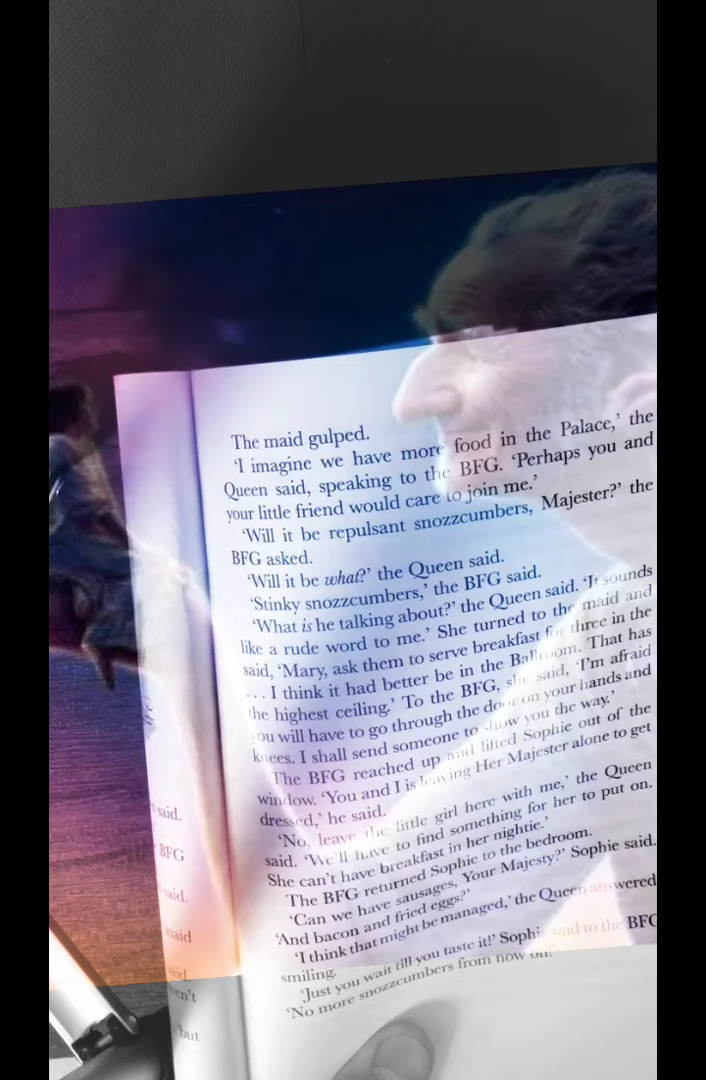 The maid gulped.
'I imagine we have more food in the Palace,' the
Queen said, speaking to the BFG. 'Perhaps you and
your little friend would care to join me.'
'Will it be repulsant snozzcumbers, Majester?' the
BFG asked.
'Will it be what?' the Queen said.
'Stinky snozzcumbers,' the BFG said.
'What is he talking about?' the Queen said. 'It sounds
like a rude word to me.' She turned to the maid and
said, 'Mary, ask them to serve breakfast for three in the
... I think it had better be in the Ballroom. That has
the highest ceiling.' To the BFG, she said, 'I'm afraid
you will have to go through the door on your hands and
knees. I shall send someone to show you the way.'
The BFG reached up and lifted Sophie out of the
window. 'You and I is leaving Her Majester alone to get
dressed,' he said.
'No, leave the little girl here with me,' the Queen
said. 'We'll have to find something for her to put on.
She can't have breakfast in her nightie.'
The BFG returned Sophie to the bedroom.
'Can we have sausages, Your Majesty?' Sophie said.
'And bacon and fried eggs?'
'I think that might be managed,' the Queen answered
smiling.
'Just you wait till you taste it!' Sophie said to the BFG
'No more snozzcumbers from now on!'
said.
BFG
said.
maid
said.
'but